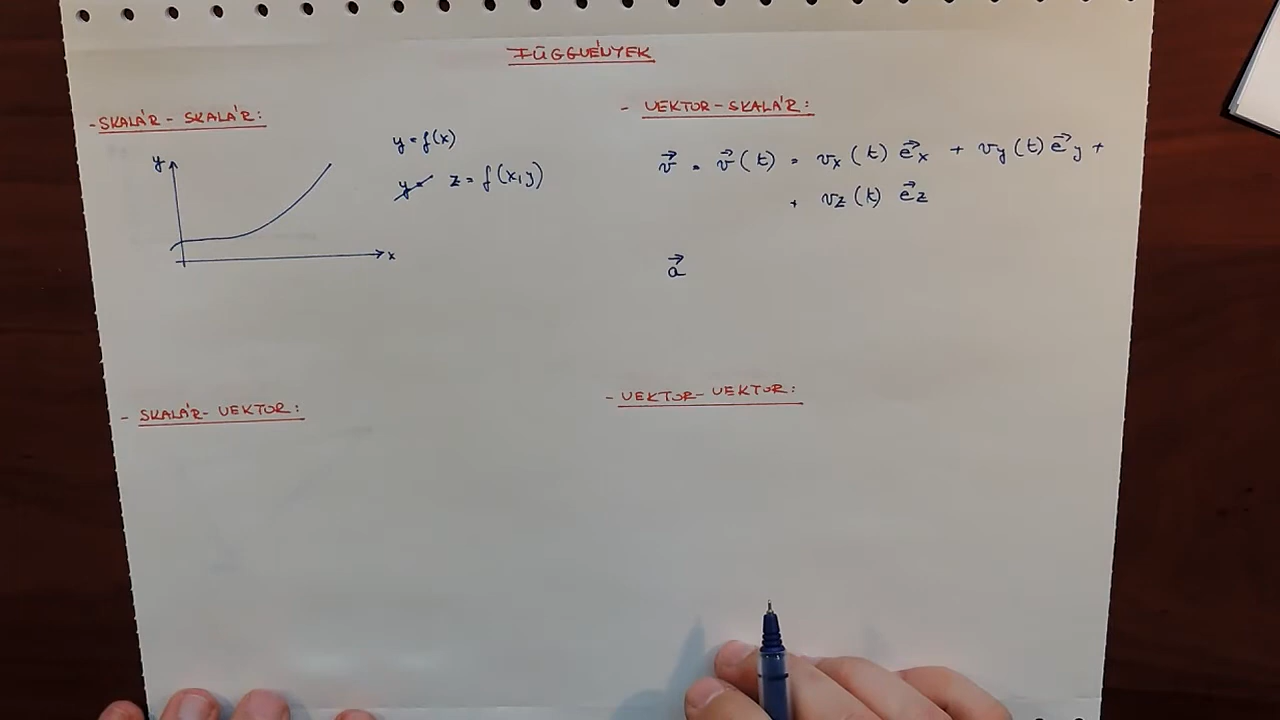 FÜGGVÉNYEK
- SKALÁR - SKALÁR:
y = f(x)
z = f(x,y)
y
x
- VEKTOR - SKALÁR:
v⃗ = v⃗(t) = vx(t) e⃗x + vy(t) e⃗y +
+ vz(t) e⃗z
a⃗
- SKALÁR - VEKTOR:
- VEKTOR - VEKTOR: